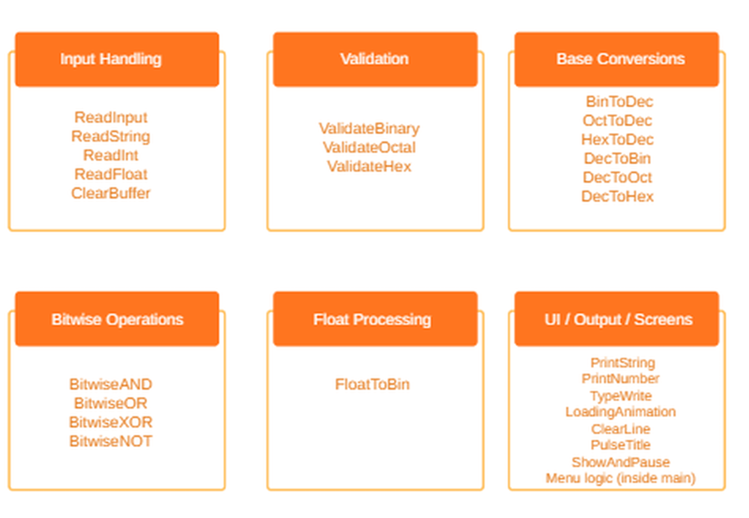 Input Handling
ReadInput
ReadString
ReadInt
ReadFloat
ClearBuffer
Validation
ValidateBinary
ValidateOctal
ValidateHex
Base Conversions
BinToDec
OctToDec
HexToDec
DecToBin
DecToOct
DecToHex
Bitwise Operations
BitwiseAND
BitwiseOR
BitwiseXOR
BitwiseNOT
Float Processing
FloatToBin
UI / Output / Screens
PrintString
PrintNumber
TypeWrite
LoadingAnimation
ClearLine
PulseTitle
ShowAndPause
Menu logic (inside main)